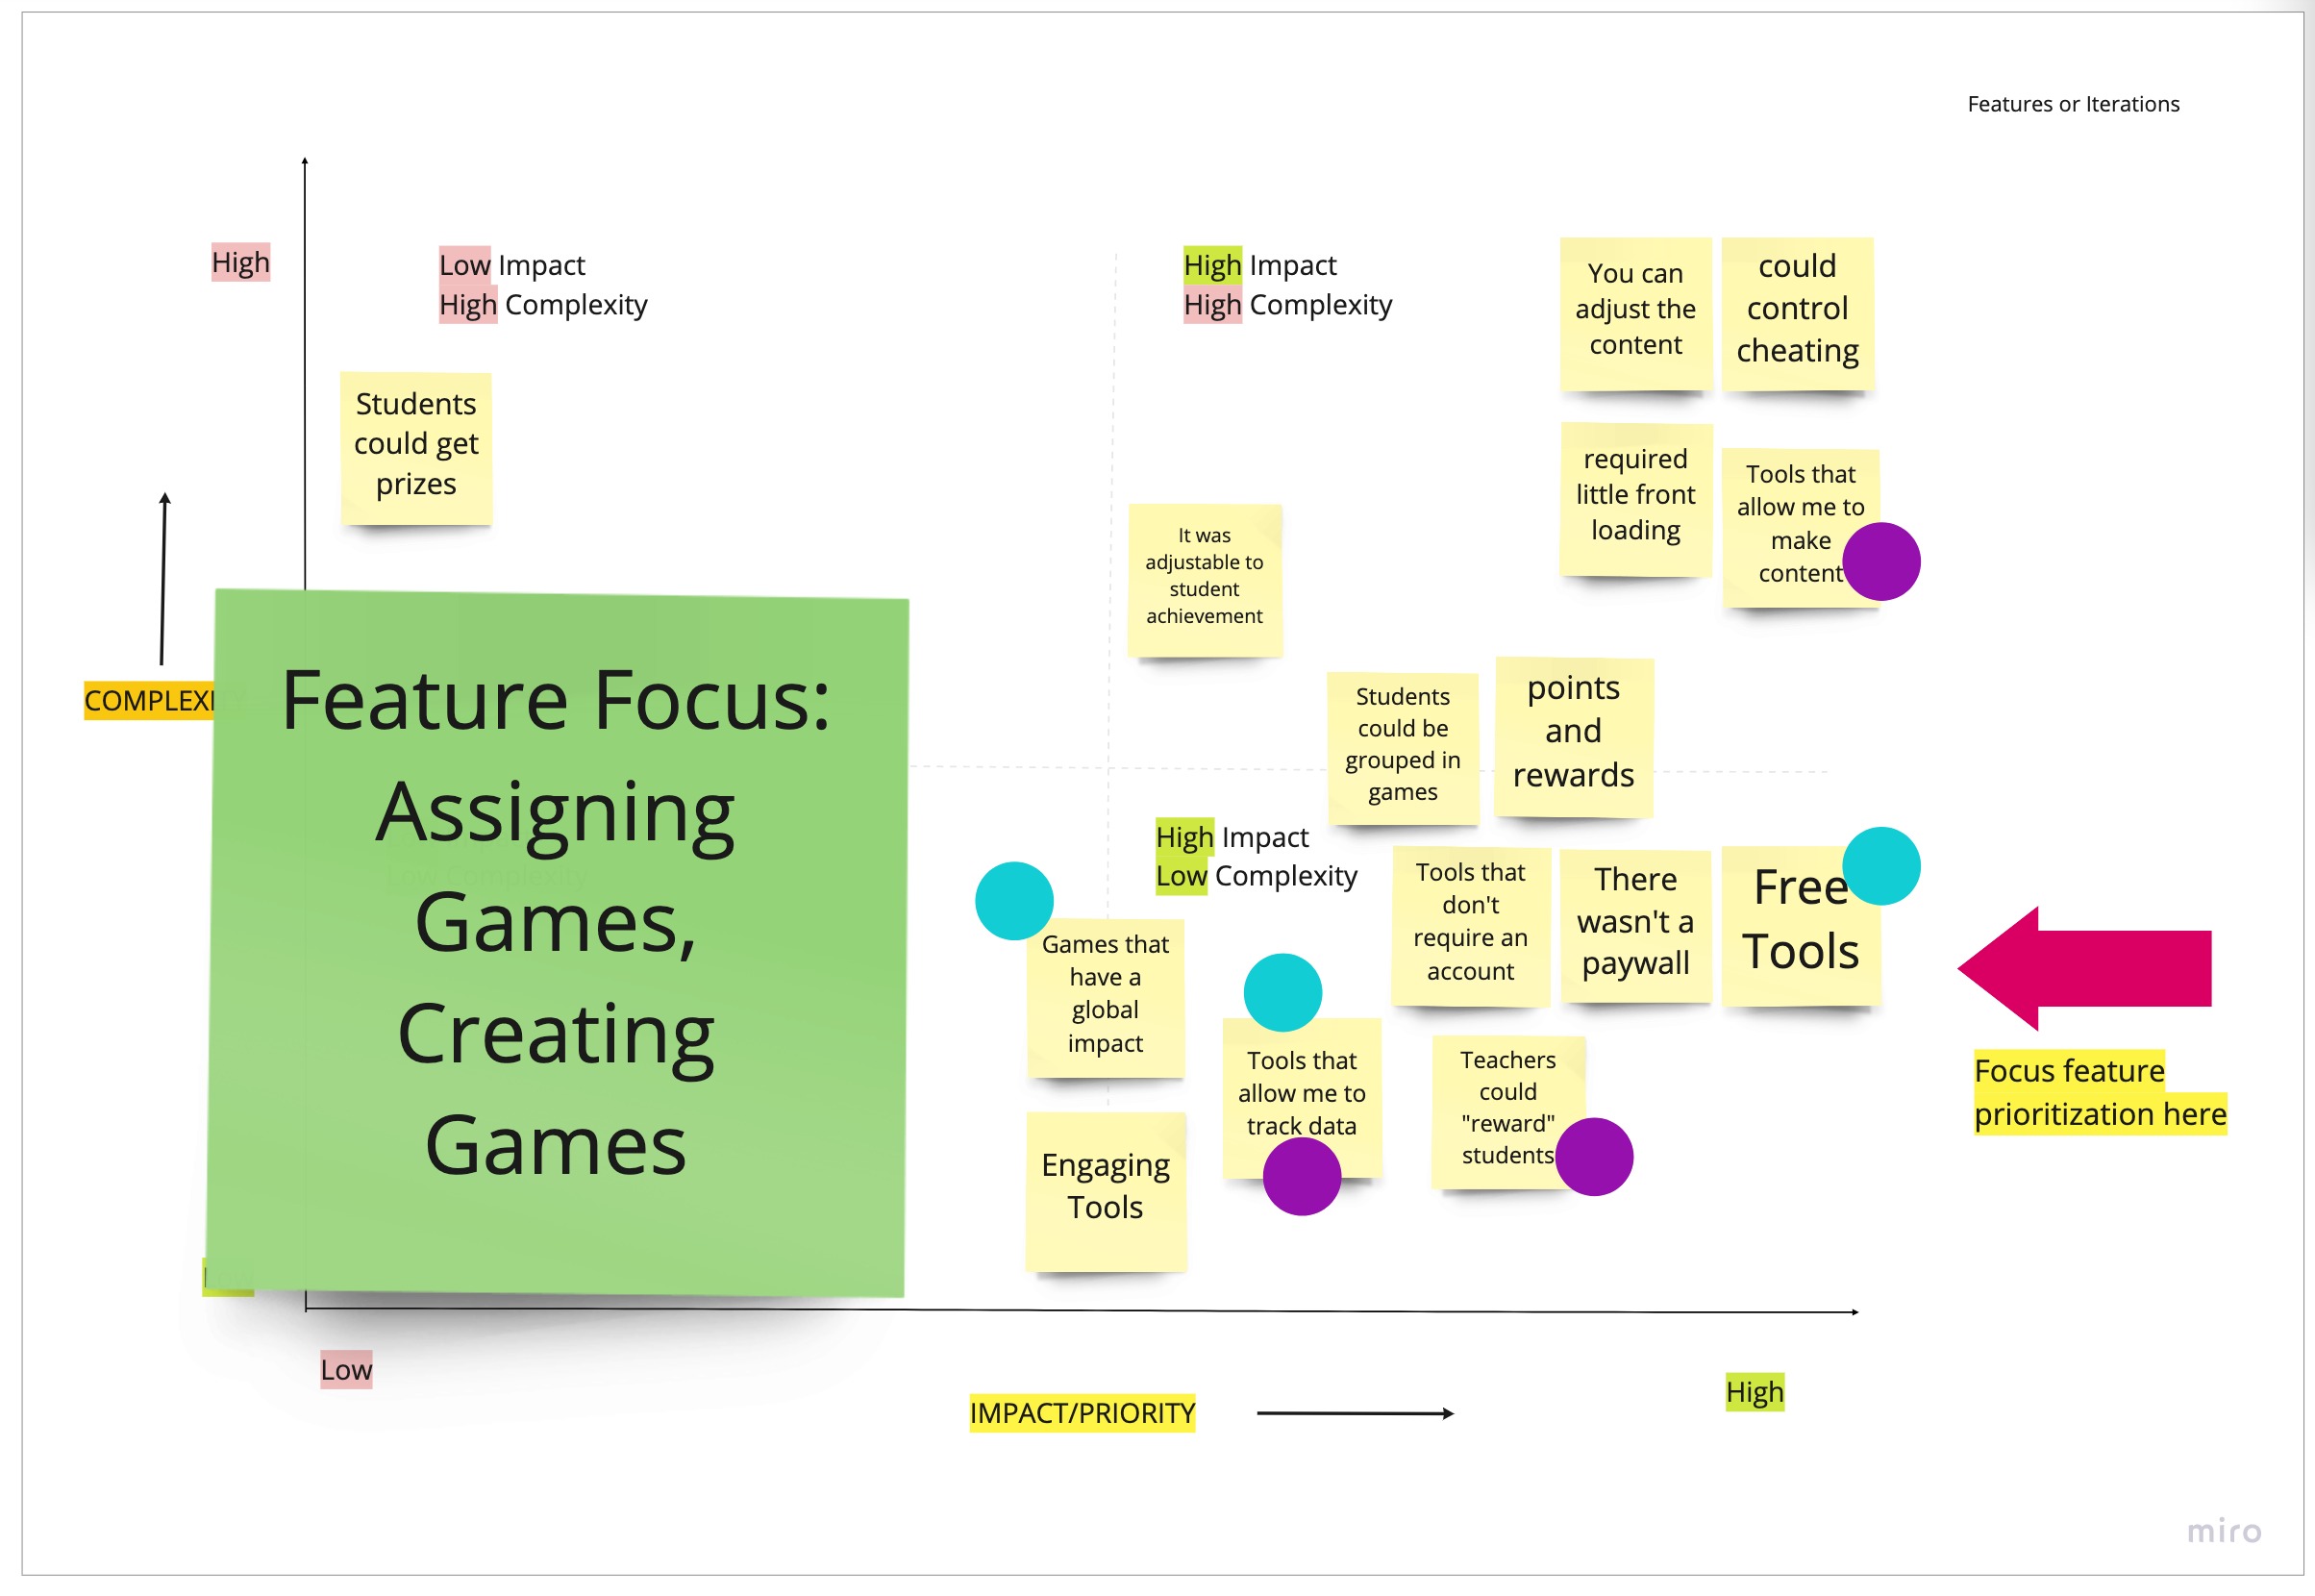 Features or Iterations
High
Low Impact
High Complexity
High Impact
High Complexity
You can
adjust the
content
could
control
cheating
Students
could get
prizes
required
little front
loading
Tools that
allow me to
make
content
It was
adjustable to
student
achievement
COMPLEXITY
Feature Focus:
Assigning
Games,
Creating
Games
Students
could be
grouped in
games
points
and
rewards
Low Complexity
High Impact
Low Complexity
Games that
have a
global
impact
Tools that
don't
require an
account
There
wasn't a
paywall
Free
Tools
Tools that
allow me to
track data
Teachers
could
"reward"
students
Engaging
Tools
Focus feature
prioritization here
Low
Low
High
IMPACT/PRIORITY
miro